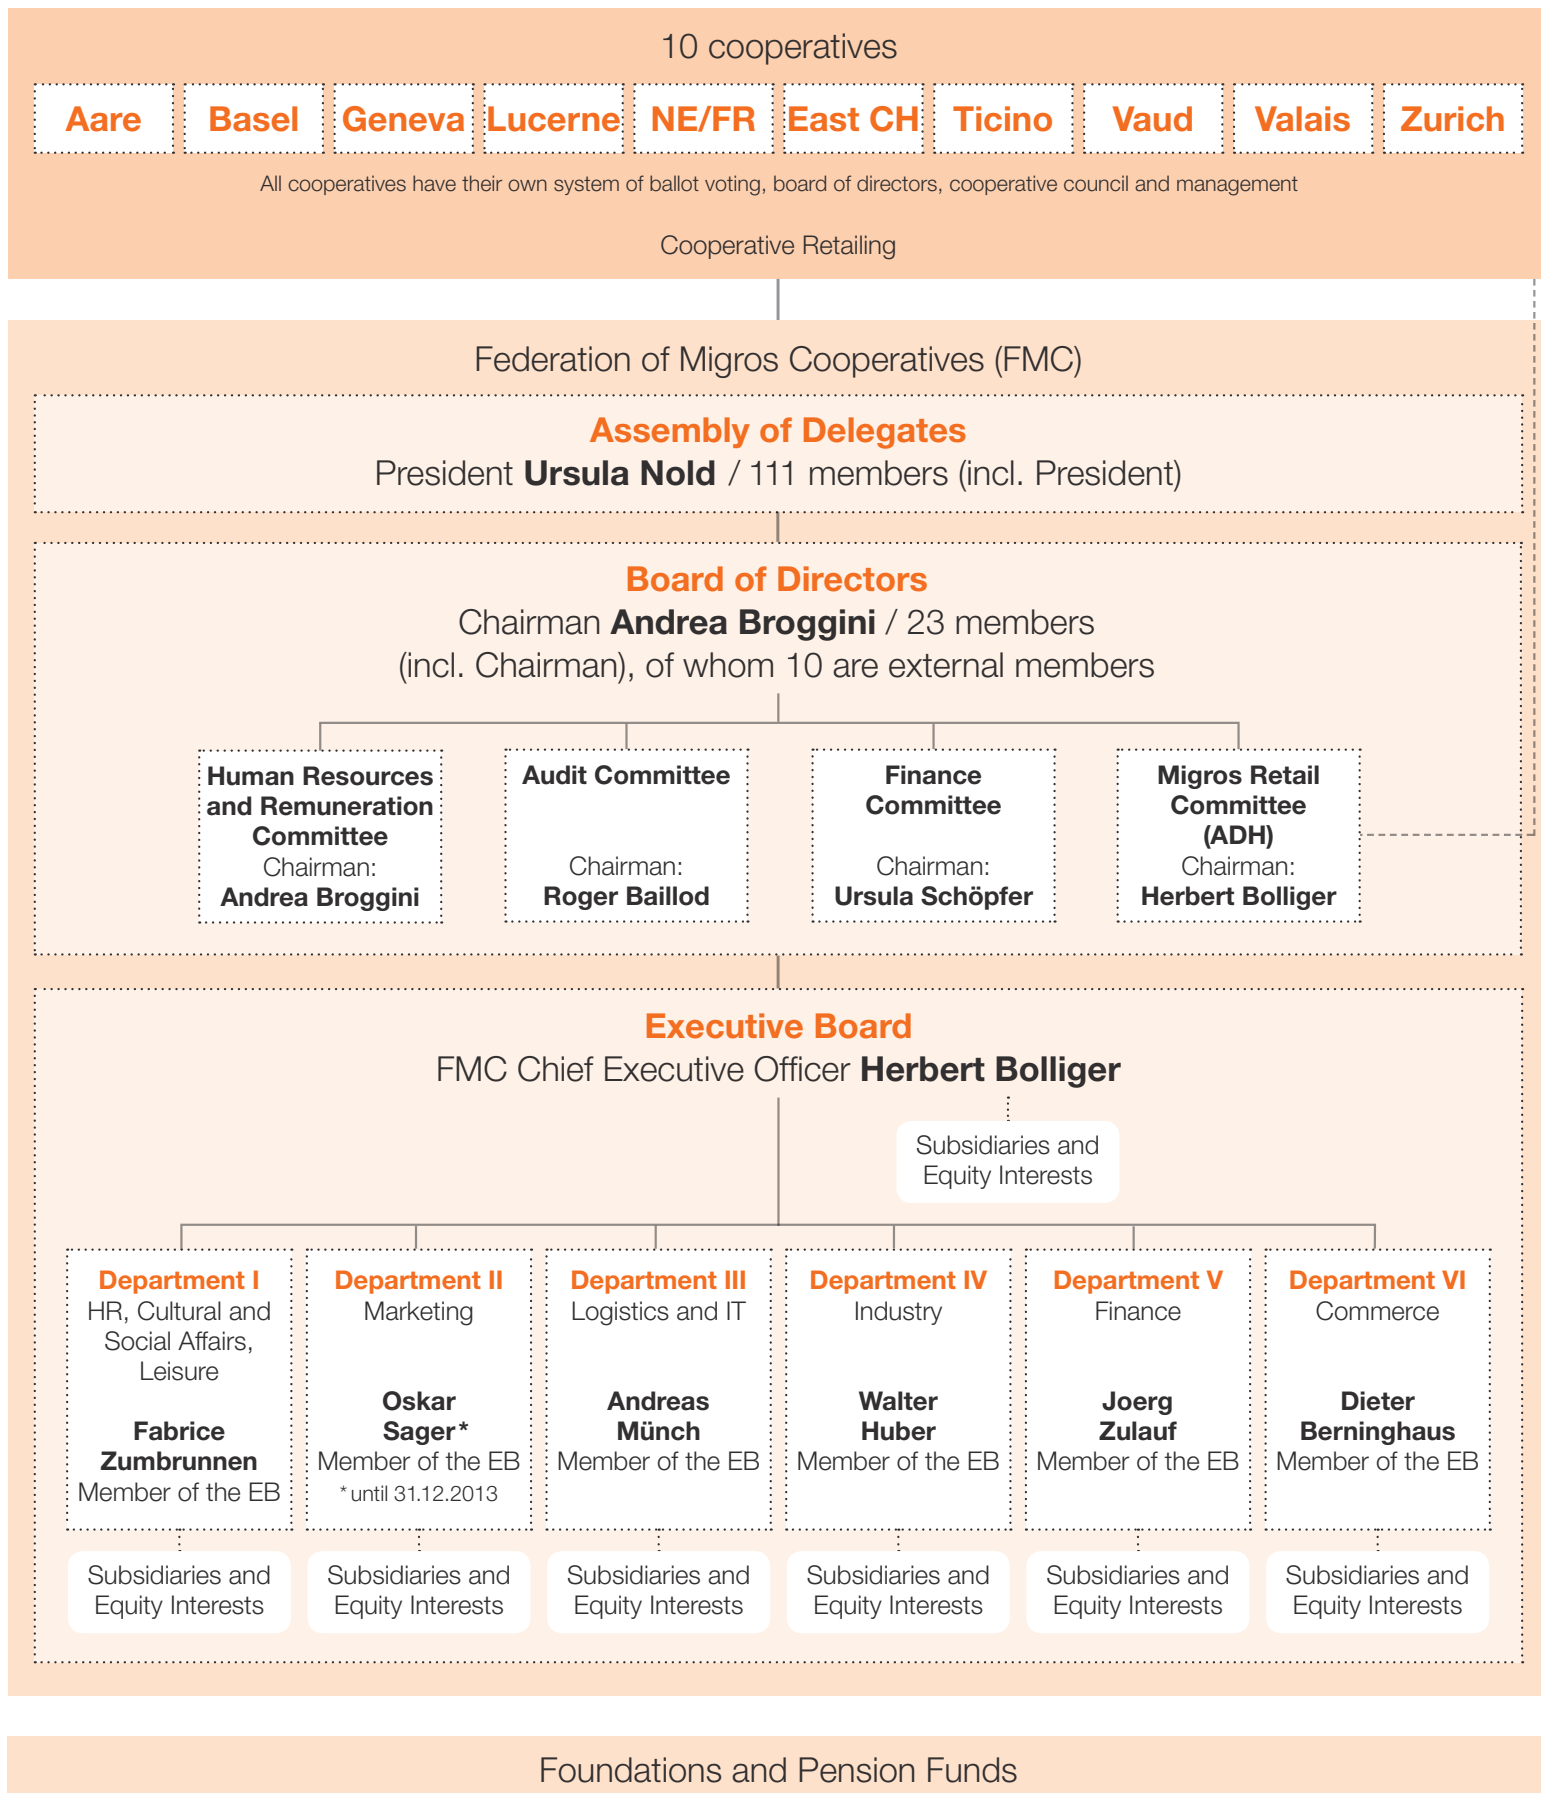 10 cooperatives
Aare Basel Geneva Lucerne NE/FR East CH Ticino Vaud Valais Zurich
All cooperatives have their own system of ballot voting, board of directors, cooperative council and management
Cooperative Retailing
Federation of Migros Cooperatives (FMC)
Assembly of Delegates
President Ursula Nold / 111 members (incl. President)
Board of Directors
Chairman Andrea Broggini / 23 members
(incl. Chairman), of whom 10 are external members
Human Resources
and Remuneration
Committee
Chairman:
Andrea Broggini
Audit Committee
Chairman:
Roger Baillod
Finance
Committee
Chairman:
Ursula Schöpfer
Migros Retail
Committee
(ADH)
Chairman:
Herbert Bolliger
Executive Board
FMC Chief Executive Officer Herbert Bolliger
Subsidiaries and
Equity Interests
Department I
HR, Cultural and
Social Affairs,
Leisure
Fabrice
Zumbrunnen
Member of the EB
Department II
Marketing
Oskar
Sager*
Member of the EB
*until 31.12.2013
Department III
Logistics and IT
Andreas
Münch
Member of the EB
Department IV
Industry
Walter
Huber
Member of the EB
Department V
Finance
Joerg
Zulauf
Member of the EB
Department VI
Commerce
Dieter
Berninghaus
Member of the EB
Subsidiaries and
Equity Interests
Subsidiaries and
Equity Interests
Subsidiaries and
Equity Interests
Subsidiaries and
Equity Interests
Subsidiaries and
Equity Interests
Subsidiaries and
Equity Interests
Foundations and Pension Funds